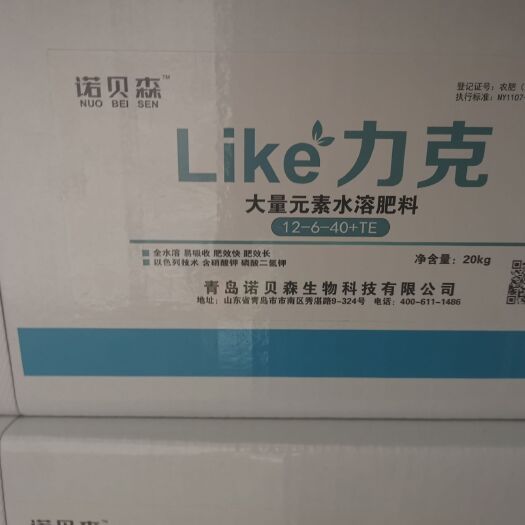 诺贝森™
NUO BEI SEN
登记证号：农肥（
执行标准：NY1107-
Like 力克
大量元素水溶肥料
12-6-40+TE
全水溶 易吸收 肥效快 肥效长
以色列技术 含硝酸钾 磷酸二氢钾
净含量：20kg
青岛诺贝森生物科技有限公司
地址：山东省青岛市市南区秀湛路9-324号 电话：400-611-1486
诺贝森